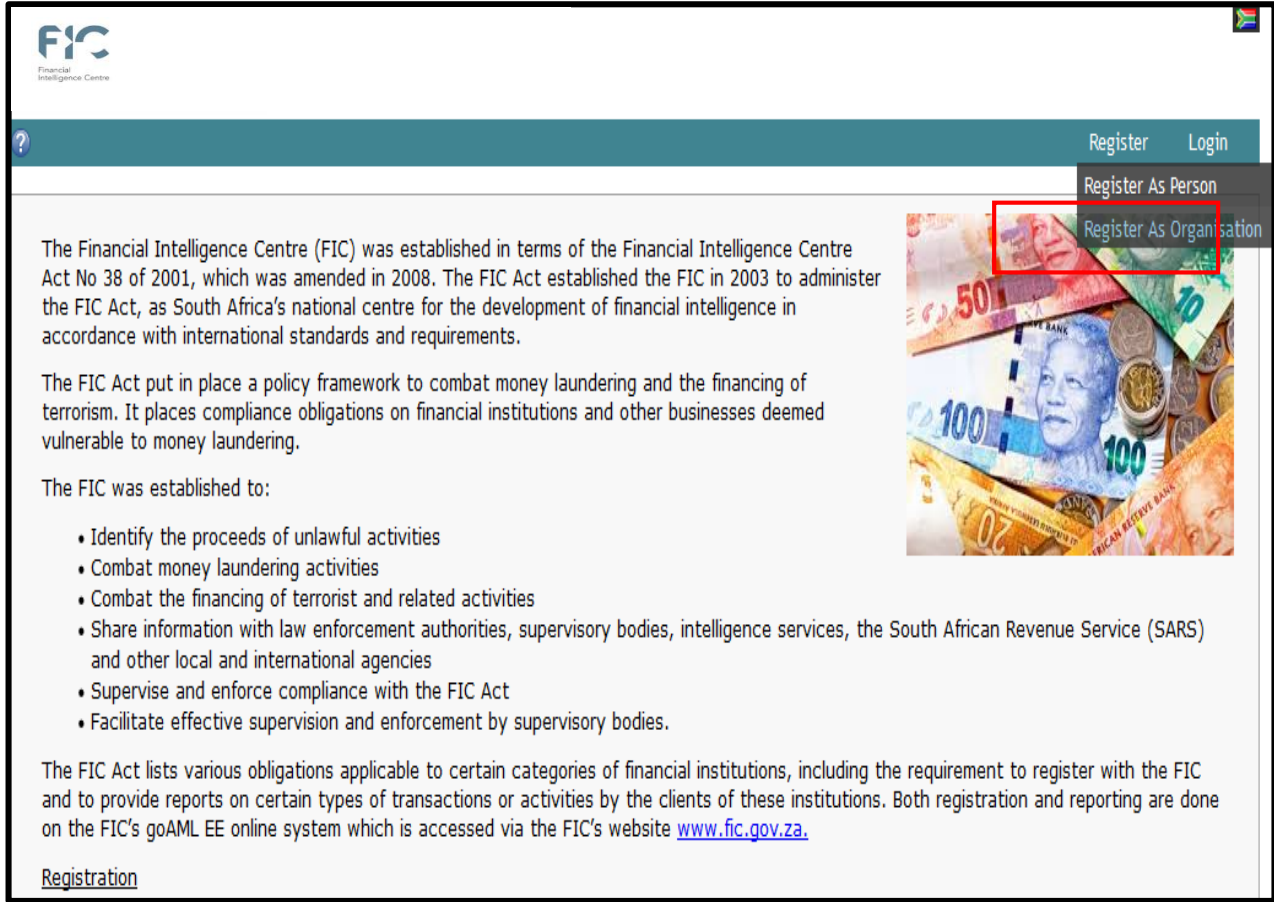 FIC
Financial
Intelligence Centre
?
Register Login
Register As Person
Register As Organisation
The Financial Intelligence Centre (FIC) was established in terms of the Financial Intelligence Centre
Act No 38 of 2001, which was amended in 2008. The FIC Act established the FIC in 2003 to administer
the FIC Act, as South Africa's national centre for the development of financial intelligence in
accordance with international standards and requirements.
The FIC Act put in place a policy framework to combat money laundering and the financing of
terrorism. It places compliance obligations on financial institutions and other businesses deemed
vulnerable to money laundering.
The FIC was established to:
• Identify the proceeds of unlawful activities
• Combat money laundering activities
• Combat the financing of terrorist and related activities
• Share information with law enforcement authorities, supervisory bodies, intelligence services, the South African Revenue Service (SARS)
and other local and international agencies
• Supervise and enforce compliance with the FIC Act
• Facilitate effective supervision and enforcement by supervisory bodies.
50
10
VE BANK
100
100
20
RICAN RESERVE BANK
The FIC Act lists various obligations applicable to certain categories of financial institutions, including the requirement to register with the FIC
and to provide reports on certain types of transactions or activities by the clients of these institutions. Both registration and reporting are done
on the FIC's goAML EE online system which is accessed via the FIC's website www.fic.gov.za.
Registration